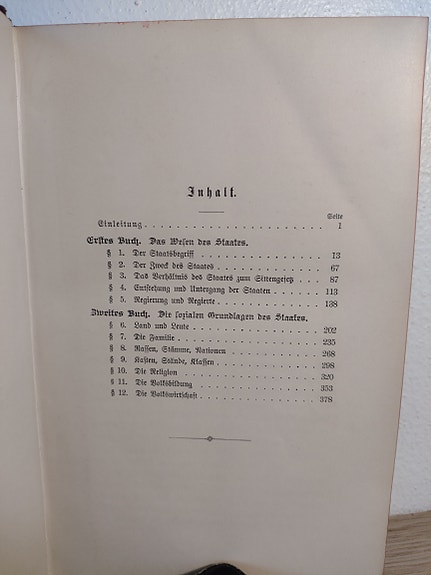 Inhalt.
Seite
Einleitung . . . . . . . . . . . . . . . . . . . . . 1
Erstes Buch. Das Wesen des Staates.
§ 1. Der Staatsbegriff . . . . . . . . . . . . . . . 13
§ 2. Der Zweck des Staates . . . . . . . . . . . . . 67
§ 3. Das Verhältnis des Staates zum Sittengesetz . . 87
§ 4. Entstehung und Untergang der Staaten . . . . . 113
§ 5. Regierung und Regierte . . . . . . . . . . . . 138
Zweites Buch. Die sozialen Grundlagen des Staates.
§ 6. Land und Leute . . . . . . . . . . . . . . . . 202
§ 7. Die Familie . . . . . . . . . . . . . . . . . . 235
§ 8. Rassen, Stämme, Nationen . . . . . . . . . . . 268
§ 9. Kasten, Stände, Klassen . . . . . . . . . . . . 298
§ 10. Die Religion . . . . . . . . . . . . . . . . . 320
§ 11. Die Volksbildung . . . . . . . . . . . . . . . 353
§ 12. Die Volkswirtschaft . . . . . . . . . . . . . 378